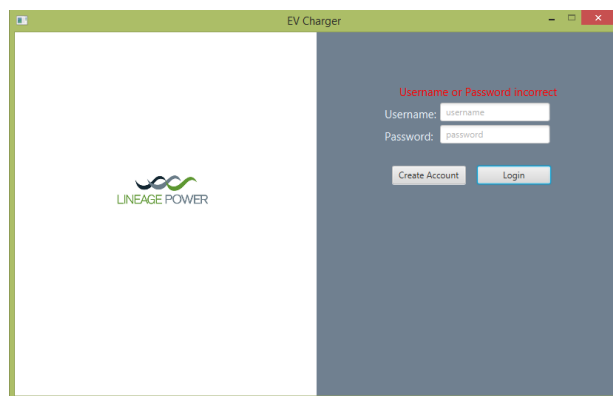 EV Charger
LINEAGE POWER
Username or Password incorrect
Username: username
Password: password
Create Account Login